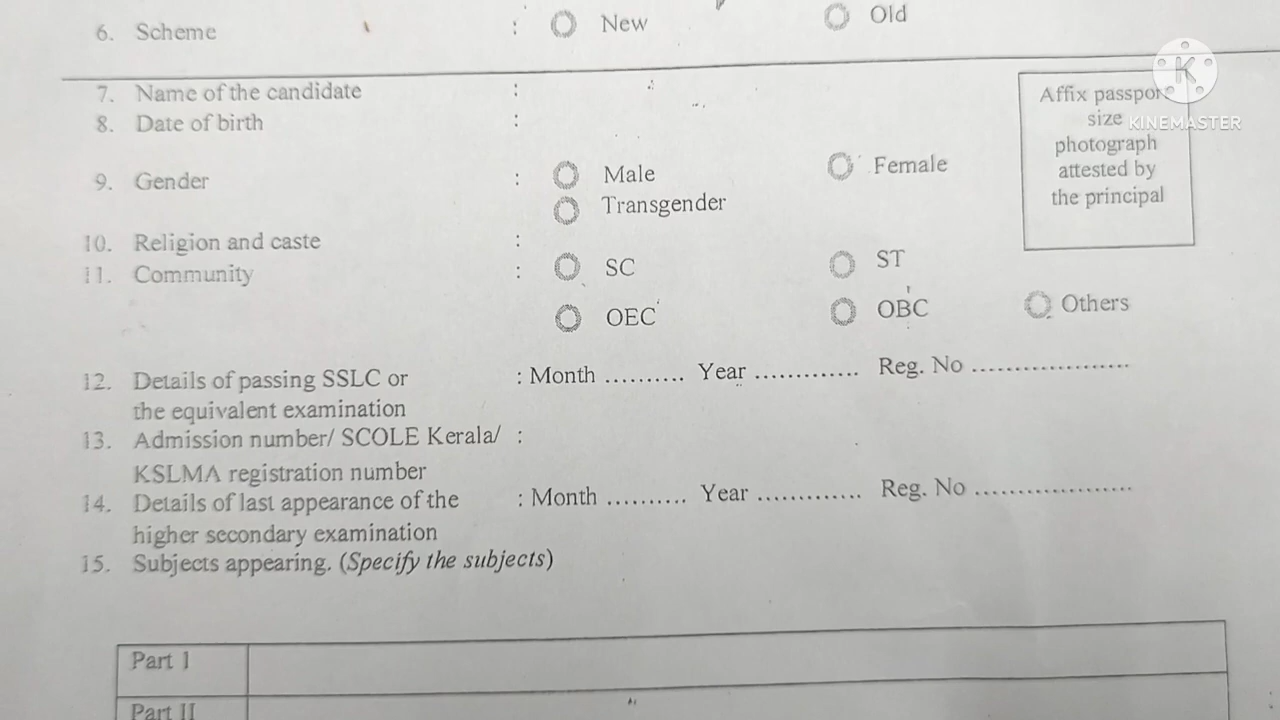 6. Scheme : New Old
7. Name of the candidate :
8. Date of birth :
Affix passport
size
photograph
attested by
the principal
KINEMASTER
9. Gender : Male Female
Transgender
10. Religion and caste :
11. Community : SC ST
OEC OBC Others
12. Details of passing SSLC or : Month .......... Year ............. Reg. No ...................
the equivalent examination
13. Admission number/ SCOLE Kerala/ :
KSLMA registration number
14. Details of last appearance of the : Month .......... Year ............. Reg. No ...................
higher secondary examination
15. Subjects appearing. (Specify the subjects)
Part I
Part II